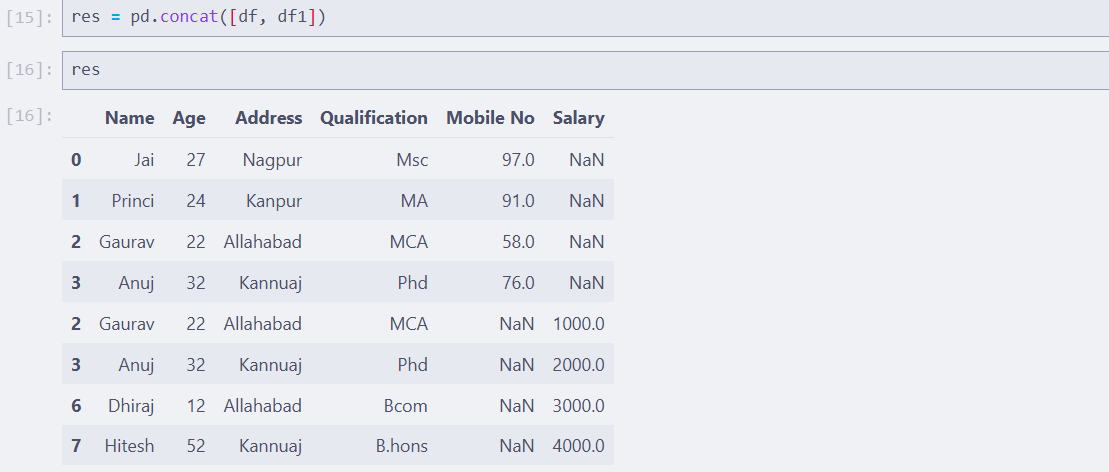 [15]: res = pd.concat([df, df1])
[16]: res
[16]: Name Age Address Qualification Mobile No Salary
0 Jai 27 Nagpur Msc 97.0 NaN
1 Princi 24 Kanpur MA 91.0 NaN
2 Gaurav 22 Allahabad MCA 58.0 NaN
3 Anuj 32 Kannuaj Phd 76.0 NaN
2 Gaurav 22 Allahabad MCA NaN 1000.0
3 Anuj 32 Kannuaj Phd NaN 2000.0
6 Dhiraj 12 Allahabad Bcom NaN 3000.0
7 Hitesh 52 Kannuaj B.hons NaN 4000.0